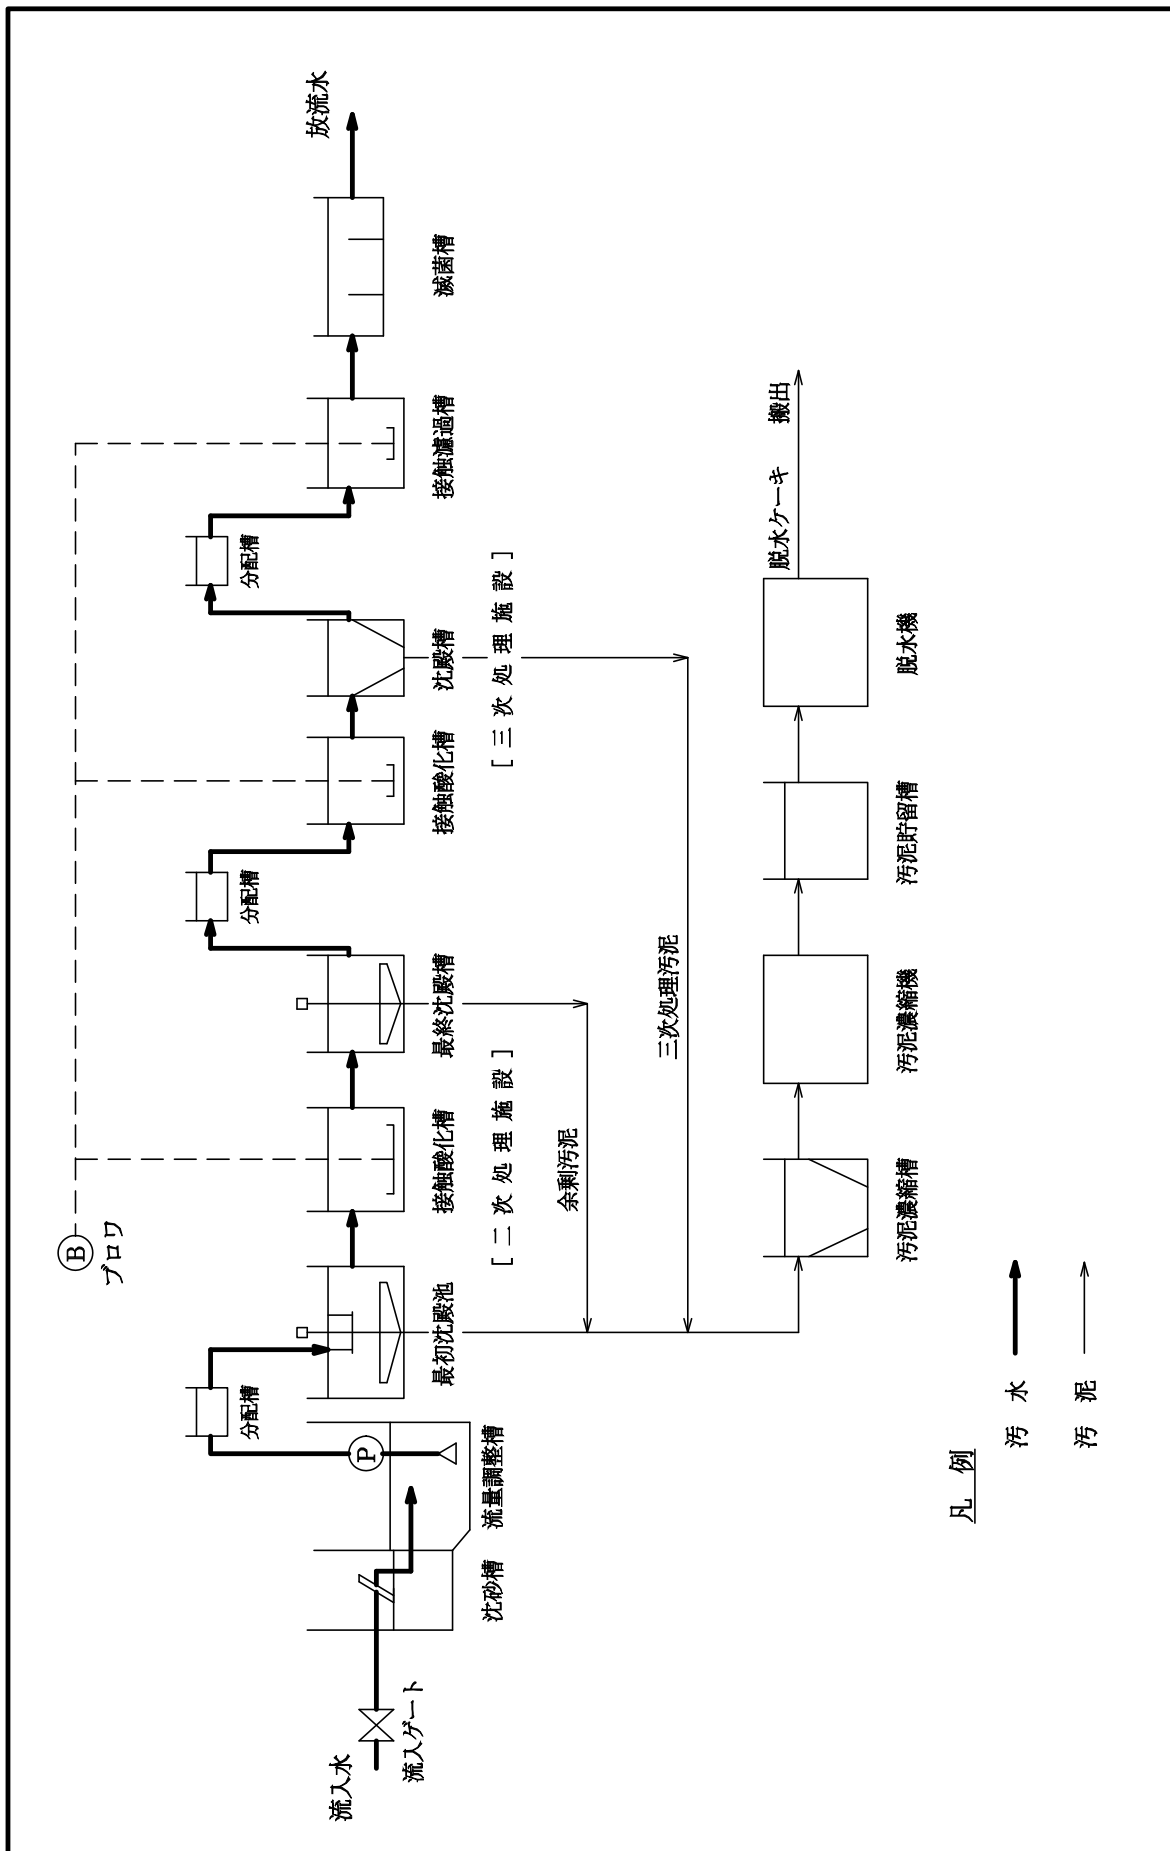 Ⓑ
ブロワ
放流水
分配槽
分配槽
分配槽
流入水
流入ゲート
P
沈砂槽
流量調整槽
最初沈殿池
接触酸化槽
最終沈殿槽
接触酸化槽
沈殿槽
接触濾過槽
滅菌槽
[ 二 次 処 理 施 設 ]
[ 三 次 処 理 施 設 ]
余剰汚泥
三次処理汚泥
脱水ケーキ 搬出
汚泥濃縮槽
汚泥濃縮機
汚泥貯留槽
脱水機
凡 例
汚 水
汚 泥